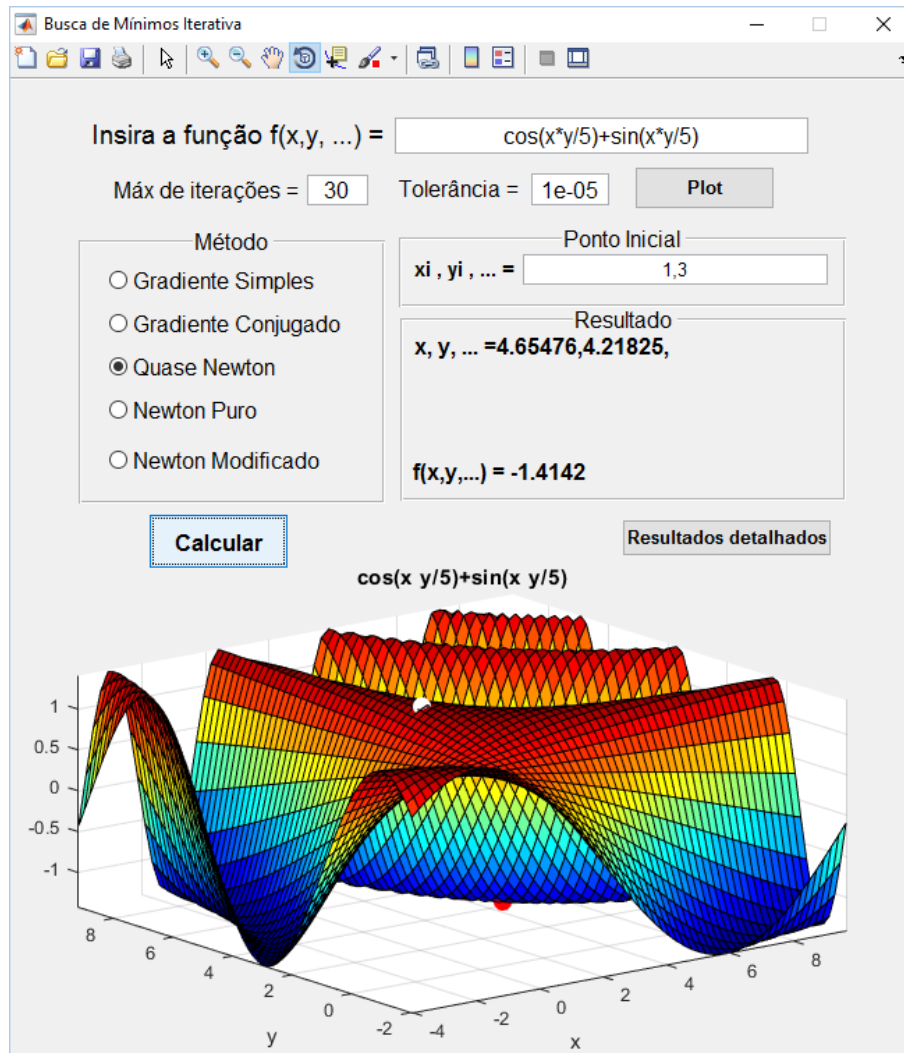 Busca de Mínimos Iterativa
Insira a função f(x,y, ...) = cos(x*y/5)+sin(x*y/5)
Máx de iterações = 30 Tolerância = 1e-05 Plot
Método
Gradiente Simples
Gradiente Conjugado
Quase Newton
Newton Puro
Newton Modificado
Ponto Inicial
xi , yi , ... = 1,3
Resultado
x, y, ... =4.65476,4.21825,
f(x,y,...) = -1.4142
Calcular
Resultados detalhados
cos(x y/5)+sin(x y/5)
1
0.5
0
-0.5
-1
8
6
4
2
0
-2
y
-4
-2
0
2
4
6
8
x